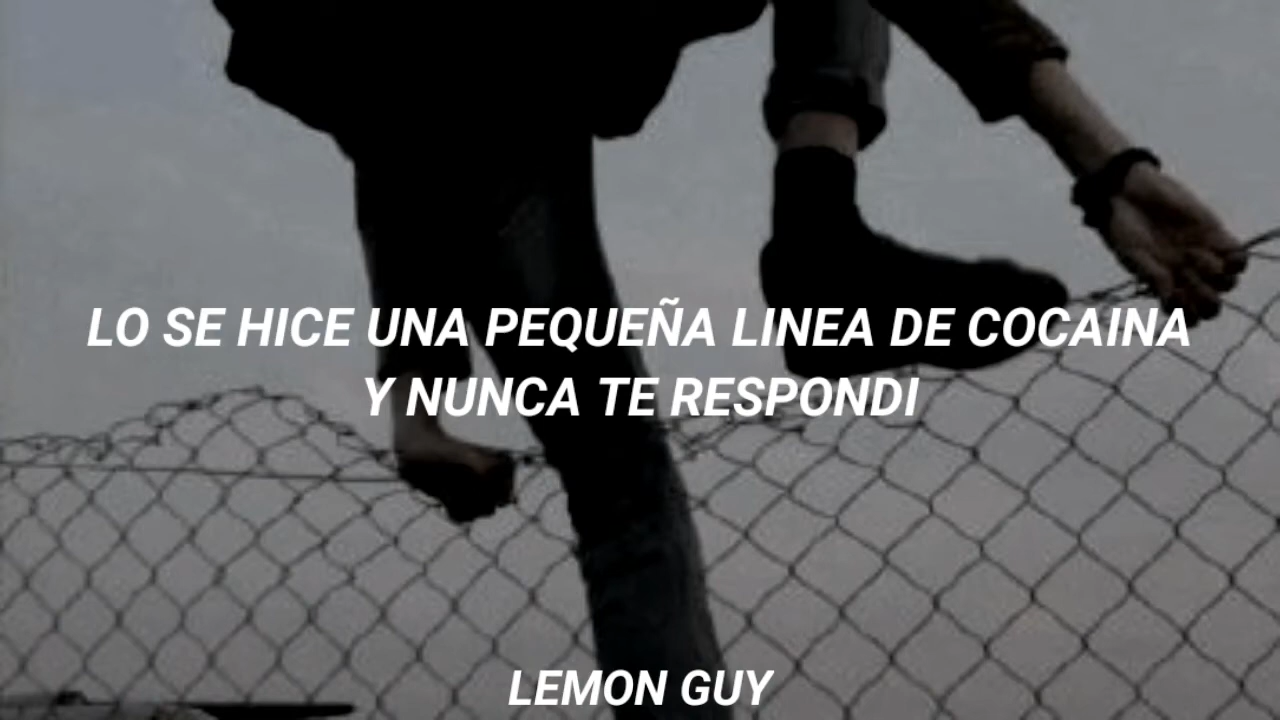 LO SE HICE UNA PEQUEÑA LINEA DE COCAINA
Y NUNCA TE RESPONDI
LEMON GUY